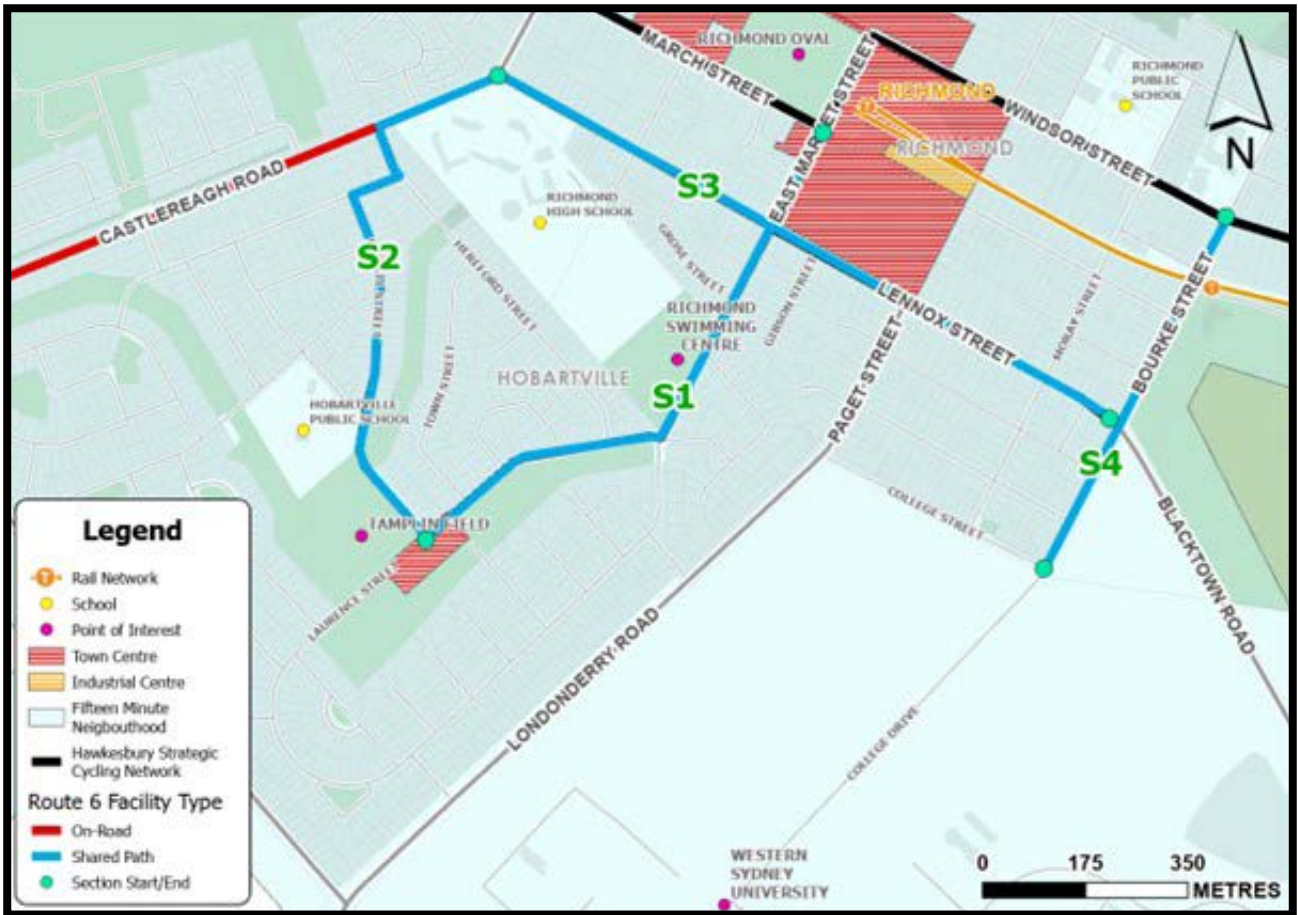 RICHMOND OVAL
MARCH STREET
EAST MARKET STREET
RICHMOND
RICHMOND
WINDSOR STREET
RICHMOND
PUBLIC
SCHOOL
N
CASTLEREAGH ROAD
S3
RICHMOND
HIGH SCHOOL
S2
HEREFORD STREET
GROSE STREET
GIBSON STREET
LENNOX STREET
MORAY STREET
BOURKE STREET
RICHMOND
SWIMMING
CENTRE
HOBARTVILLE
S1
TOWN STREET
PAGET STREET
HOBARTVILLE
PUBLIC SCHOOL
S4
COLLEGE STREET
BLACKTOWN ROAD
TAMPLIN FIELD
LAURENCE STREET
LONDONDERRY ROAD
COLLEGE DRIVE
WESTERN
SYDNEY
UNIVERSITY
Legend
T Rail Network
School
Point of Interest
Town Centre
Industrial Centre
Fifteen Minute
Neigbouthood
Hawkesbury Strategic
Cycling Network
Route 6 Facility Type
On-Road
Shared Path
Section Start/End
0 175 350
METRES